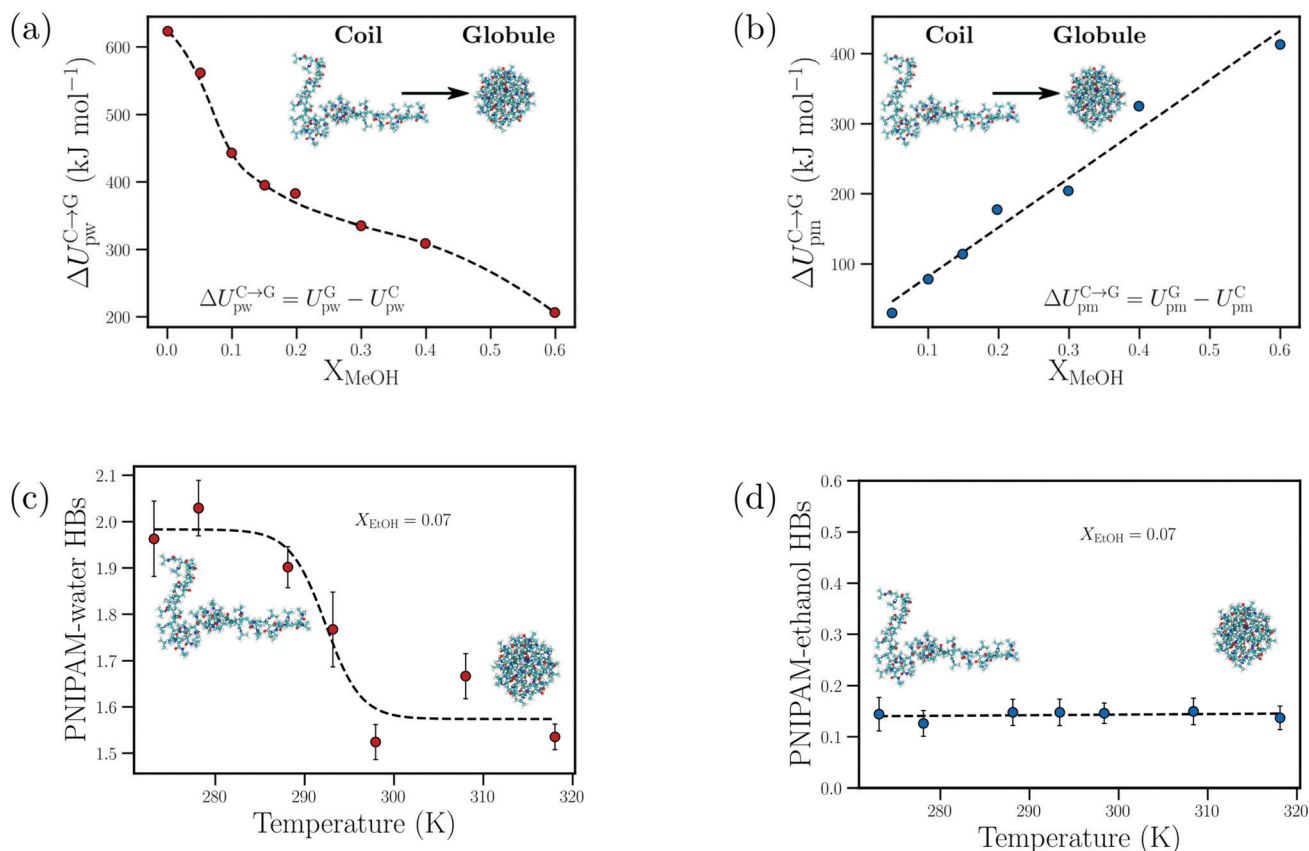 (a)
ΔU_pw^C→G (kJ mol⁻¹)
600
500
400
300
200
Coil Globule
ΔU_pw^C→G = U_pw^G − U_pw^C
0.0 0.1 0.2 0.3 0.4 0.5 0.6
X_MeOH
(b)
ΔU_pm^C→G (kJ mol⁻¹)
400
300
200
100
Coil Globule
ΔU_pm^C→G = U_pm^G − U_pm^C
0.1 0.2 0.3 0.4 0.5 0.6
X_MeOH
(c)
PNIPAM-water HBs
2.1
2.0
1.9
1.8
1.7
1.6
1.5
X_EtOH = 0.07
280 290 300 310 320
Temperature (K)
(d)
PNIPAM-ethanol HBs
0.6
0.5
0.4
0.3
0.2
0.1
0.0
X_EtOH = 0.07
280 290 300 310 320
Temperature (K)